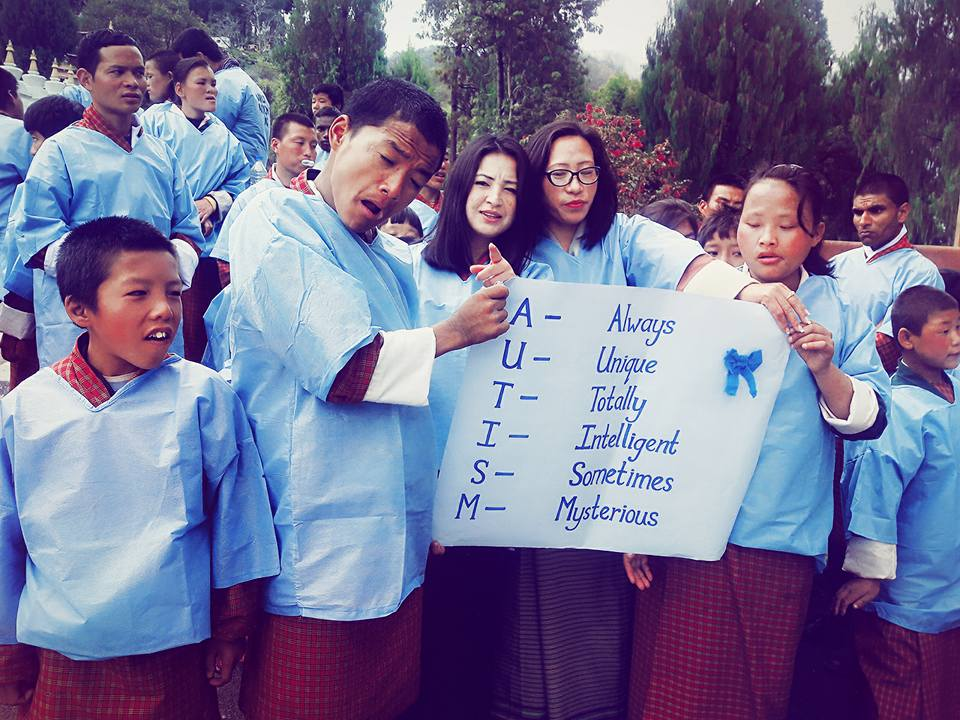 A – Always
U – Unique
T – Totally
I – Intelligent
S – Sometimes
M – Mysterious